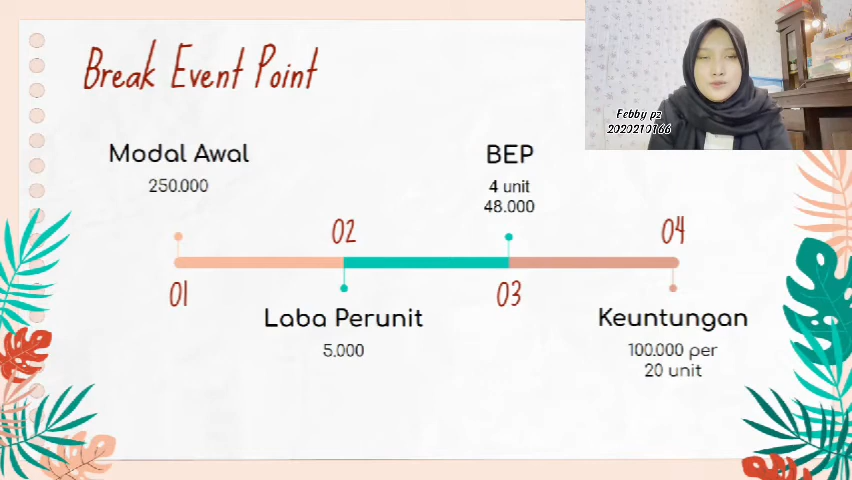 Break Event Point
Febby pz
2020210166
Modal Awal
250.000
BEP
4 unit
48.000
02
04
01
03
Laba Perunit
5.000
Keuntungan
100.000 per
20 unit